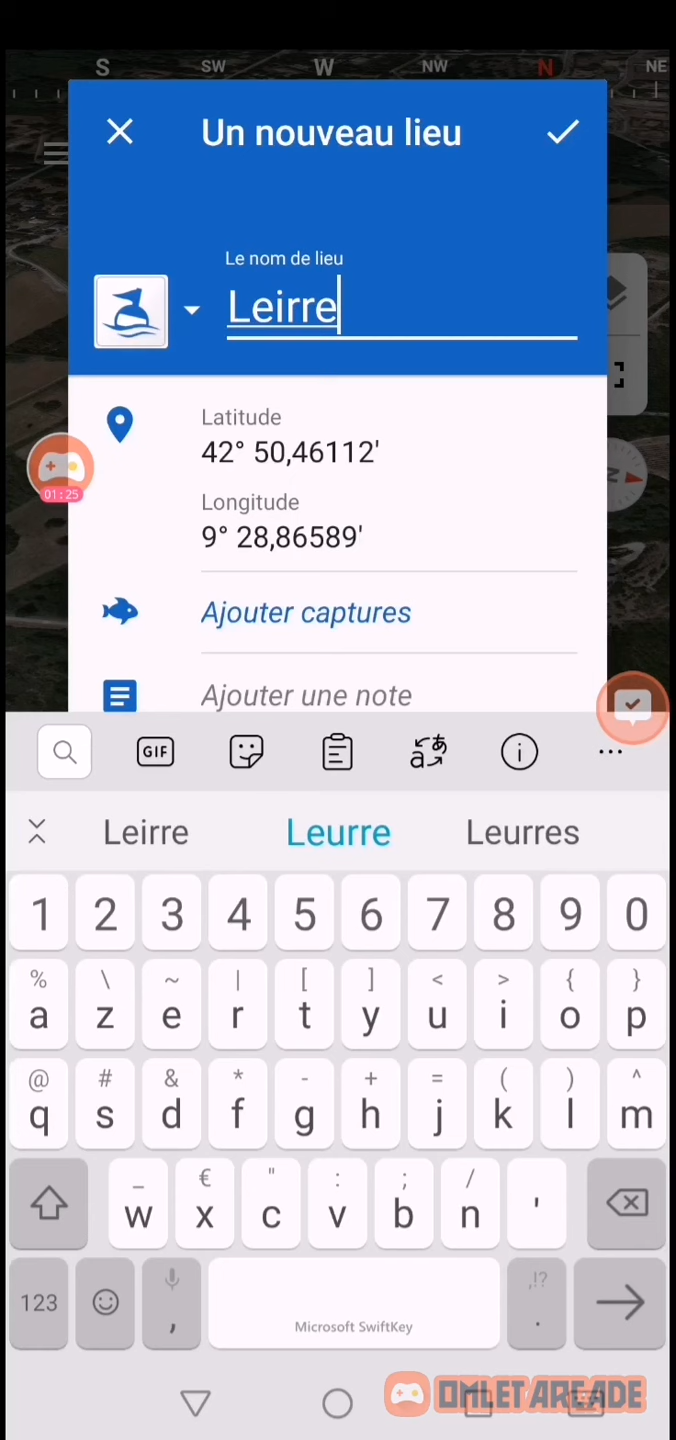 S SW W NW N NE
Un nouveau lieu
Le nom de lieu
Leirre
Latitude
42° 50,46112'
Longitude
9° 28,86589'
01:25
N
Ajouter captures
Ajouter une note
GIF
aあ
Leirre Leurre Leurres
1 2 3 4 5 6 7 8 9 0
% \ ~ | [ ] < > { }
a z e r t y u i o p
@ # & * - + = ( ) ^
q s d f g h j k l m
_ € " : ; /
w x c v b n '
,!?
123 , Microsoft SwiftKey .
OMLET ARCADE